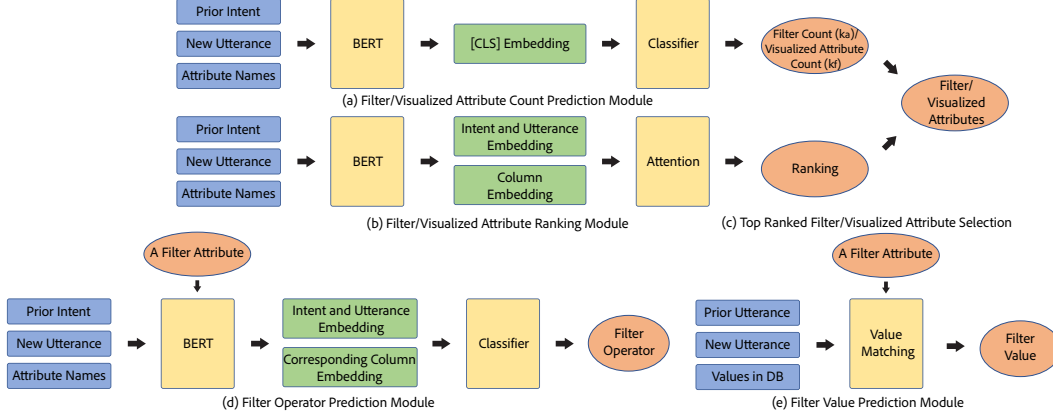 Prior Intent
New Utterance
Attribute Names
BERT
[CLS] Embedding
Classifier
Filter Count (ka)/
Visualized Attribute
Count (kf)
(a) Filter/Visualized Attribute Count Prediction Module
Filter/
Visualized
Attributes
Prior Intent
New Utterance
Attribute Names
BERT
Intent and Utterance
Embedding
Column
Embedding
Attention
Ranking
(b) Filter/Visualized Attribute Ranking Module
(c) Top Ranked Filter/Visualized Attribute Selection
A Filter Attribute
Prior Intent
New Utterance
Attribute Names
BERT
Intent and Utterance
Embedding
Corresponding Column
Embedding
Classifier
Filter
Operator
(d) Filter Operator Prediction Module
A Filter Attribute
Prior Utterance
New Utterance
Values in DB
Value
Matching
Filter
Value
(e) Filter Value Prediction Module